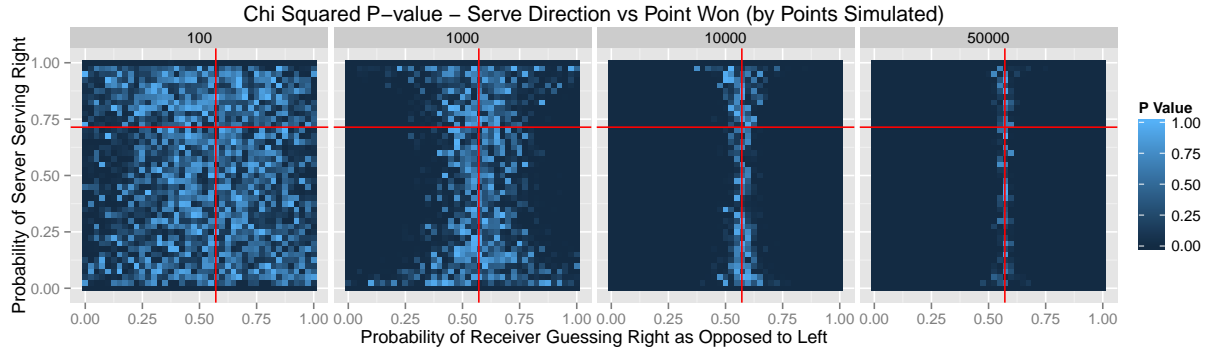 Chi Squared P-value − Serve Direction vs Point Won (by Points Simulated)
100 1000 10000 50000
Probability of Server Serving Right
1.00
0.75
0.50
0.25
0.00
0.00 0.25 0.50 0.75 1.00 0.00 0.25 0.50 0.75 1.00 0.00 0.25 0.50 0.75 1.00 0.00 0.25 0.50 0.75 1.00
Probability of Receiver Guessing Right as Opposed to Left
P Value
1.00
0.75
0.50
0.25
0.00